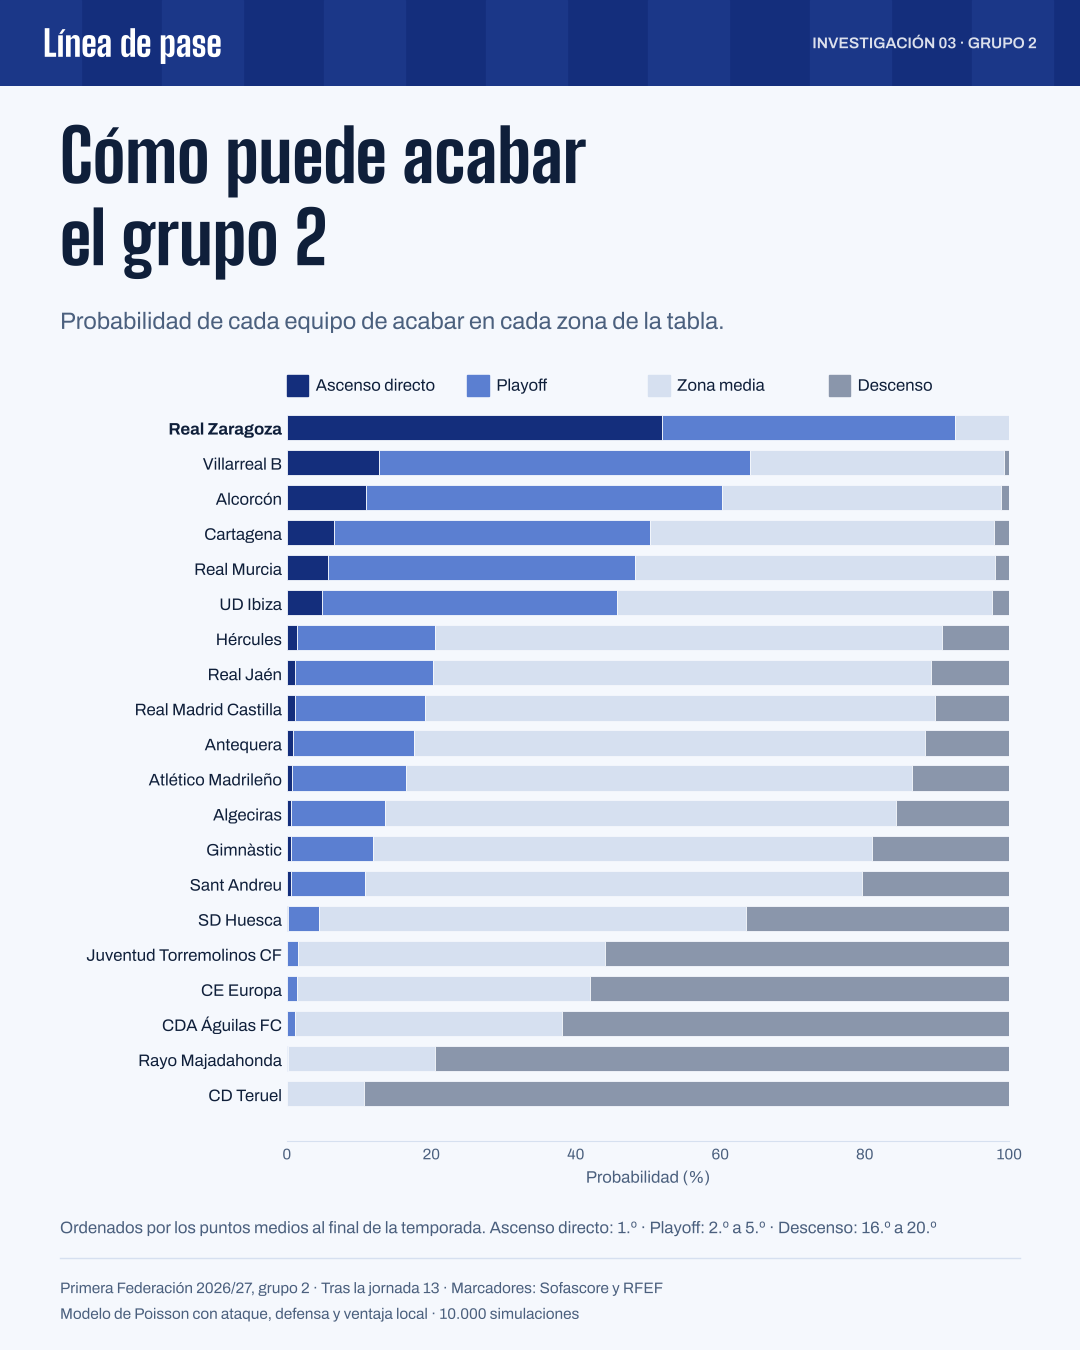 Línea de pase
INVESTIGACIÓN 03 · GRUPO 2
Cómo puede acabar
el grupo 2
Probabilidad de cada equipo de acabar en cada zona de la tabla.
Ascenso directo
Playoff
Zona media
Descenso
Real Zaragoza
Villarreal B
Alcorcón
Cartagena
Real Murcia
UD Ibiza
Hércules
Real Jaén
Real Madrid Castilla
Antequera
Atlético Madrileño
Algeciras
Gimnàstic
Sant Andreu
SD Huesca
Juventud Torremolinos CF
CE Europa
CDA Águilas FC
Rayo Majadahonda
CD Teruel
0 20 40 60 80 100
Probabilidad (%)
Ordenados por los puntos medios al final de la temporada. Ascenso directo: 1.º · Playoff: 2.º a 5.º · Descenso: 16.º a 20.º
Primera Federación 2026/27, grupo 2 · Tras la jornada 13 · Marcadores: Sofascore y RFEF
Modelo de Poisson con ataque, defensa y ventaja local · 10.000 simulaciones